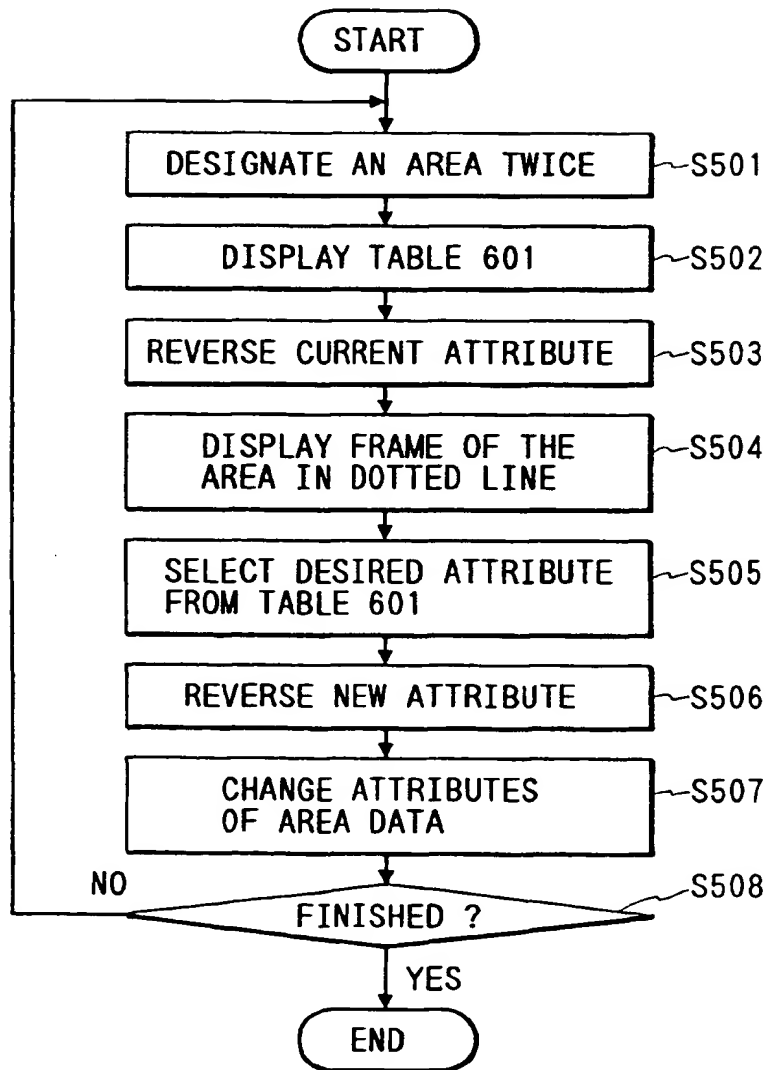 START
DESIGNATE AN AREA TWICE
S501
DISPLAY TABLE 601
S502
REVERSE CURRENT ATTRIBUTE
S503
DISPLAY FRAME OF THE
AREA IN DOTTED LINE
S504
SELECT DESIRED ATTRIBUTE
FROM TABLE 601
S505
REVERSE NEW ATTRIBUTE
S506
CHANGE ATTRIBUTES
OF AREA DATA
S507
NO
FINISHED ?
S508
YES
END